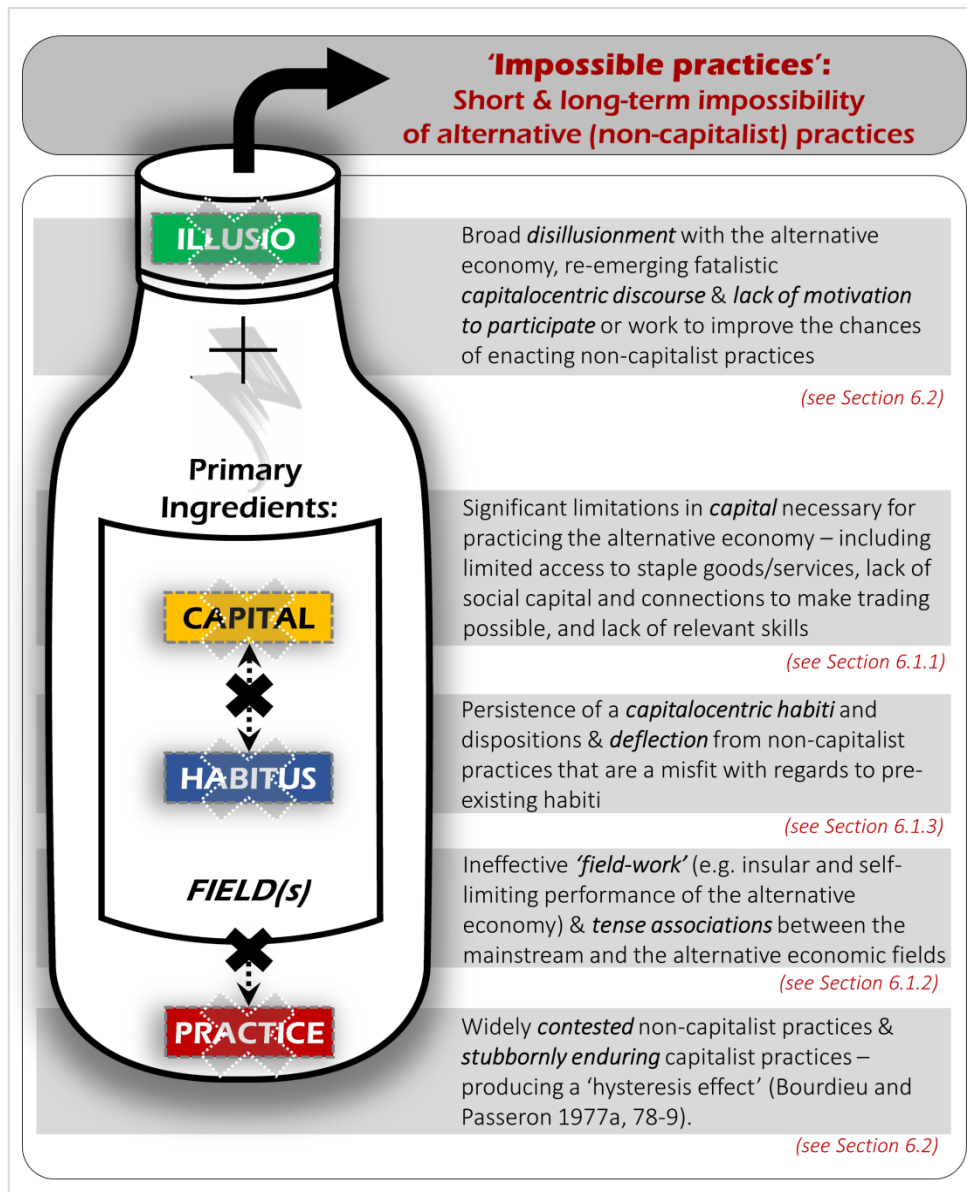 ‘Impossible practices’:
Short & long-term impossibility
of alternative (non-capitalist) practices
ILLUSIO
Broad disillusionment with the alternative
economy, re-emerging fatalistic
capitalocentric discourse & lack of motivation
to participate or work to improve the chances
of enacting non-capitalist practices
(see Section 6.2)
Primary
Ingredients:
CAPITAL
Significant limitations in capital necessary for
practicing the alternative economy – including
limited access to staple goods/services, lack of
social capital and connections to make trading
possible, and lack of relevant skills
(see Section 6.1.1)
HABITUS
Persistence of a capitalocentric habiti and
dispositions & deflection from non-capitalist
practices that are a misfit with regards to pre-
existing habiti
(see Section 6.1.3)
FIELD(s)
Ineffective ‘field-work’ (e.g. insular and self-
limiting performance of the alternative
economy) & tense associations between the
mainstream and the alternative economic fields
(see Section 6.1.2)
PRACTICE
Widely contested non-capitalist practices &
stubbornly enduring capitalist practices –
producing a ‘hysteresis effect’ (Bourdieu and
Passeron 1977a, 78-9).
(see Section 6.2)